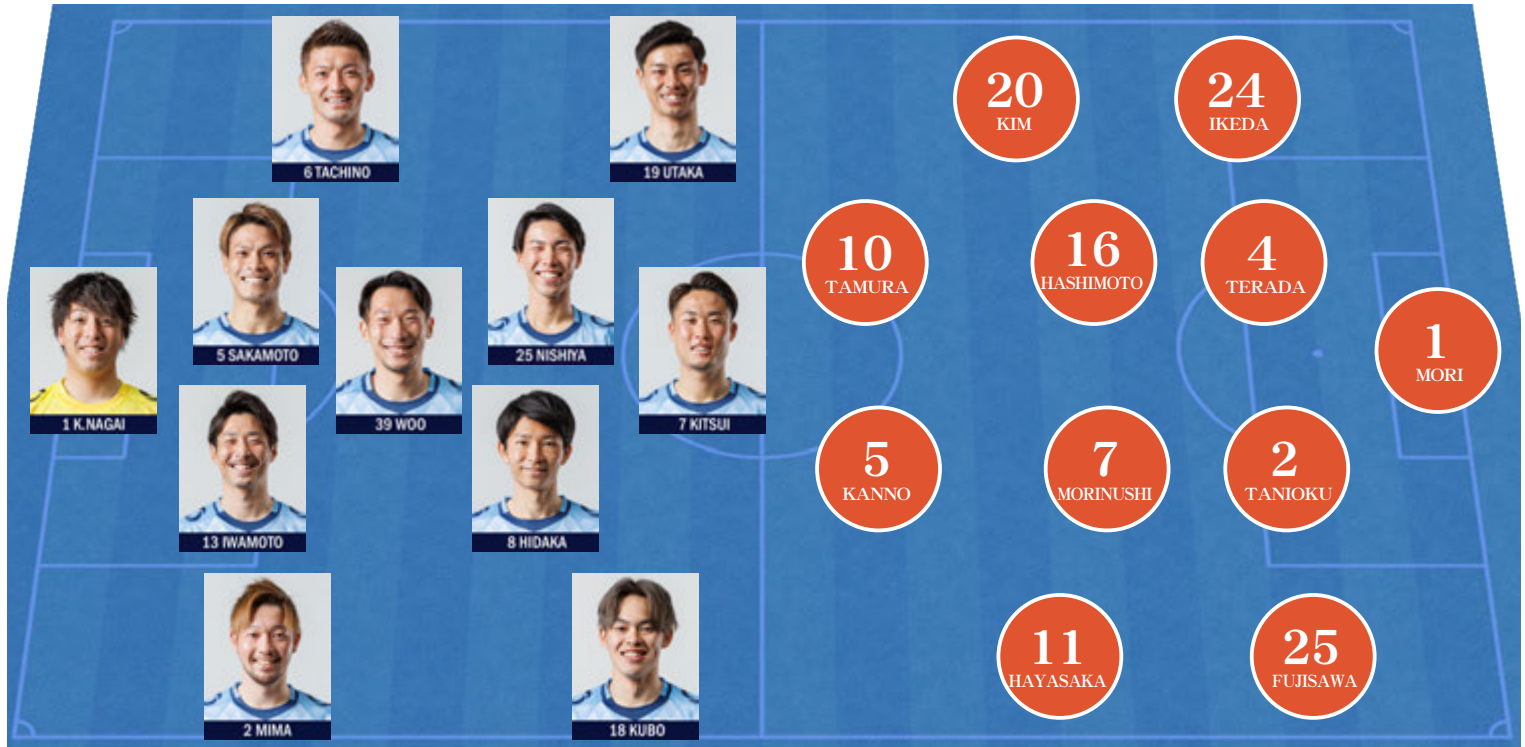 6 TACHINO
19 UTAKA
20
KIM
24
IKEDA
5 SAKAMOTO
25 NISHIYA
10
TAMURA
16
HASHIMOTO
4
TERADA
1 K.NAGAI
39 WOO
7 KITSUI
1
MORI
13 IWAMOTO
8 HIDAKA
5
KANNO
7
MORINUSHI
2
TANIOKU
2 MIMA
18 KUBO
11
HAYASAKA
25
FUJISAWA